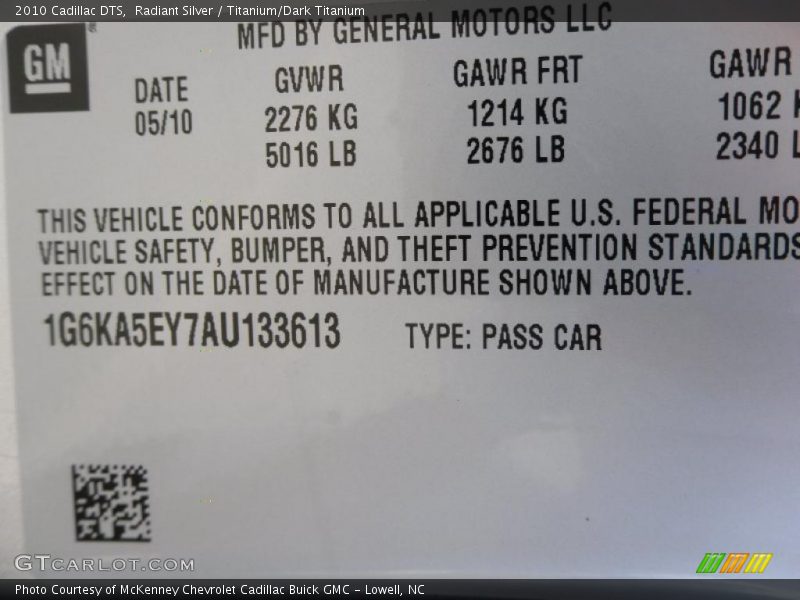 2010 Cadillac DTS, Radiant Silver / Titanium/Dark Titanium
MFD BY GENERAL MOTORS LLC
GM
DATE GVWR GAWR FRT GAWR
05/10 2276 KG 1214 KG 1062 K
5016 LB 2676 LB 2340 L
THIS VEHICLE CONFORMS TO ALL APPLICABLE U.S. FEDERAL MO
VEHICLE SAFETY, BUMPER, AND THEFT PREVENTION STANDARDS
EFFECT ON THE DATE OF MANUFACTURE SHOWN ABOVE.
1G6KA5EY7AU133613 TYPE: PASS CAR
GTCARLOT.COM
Photo Courtesy of McKenney Chevrolet Cadillac Buick GMC - Lowell, NC